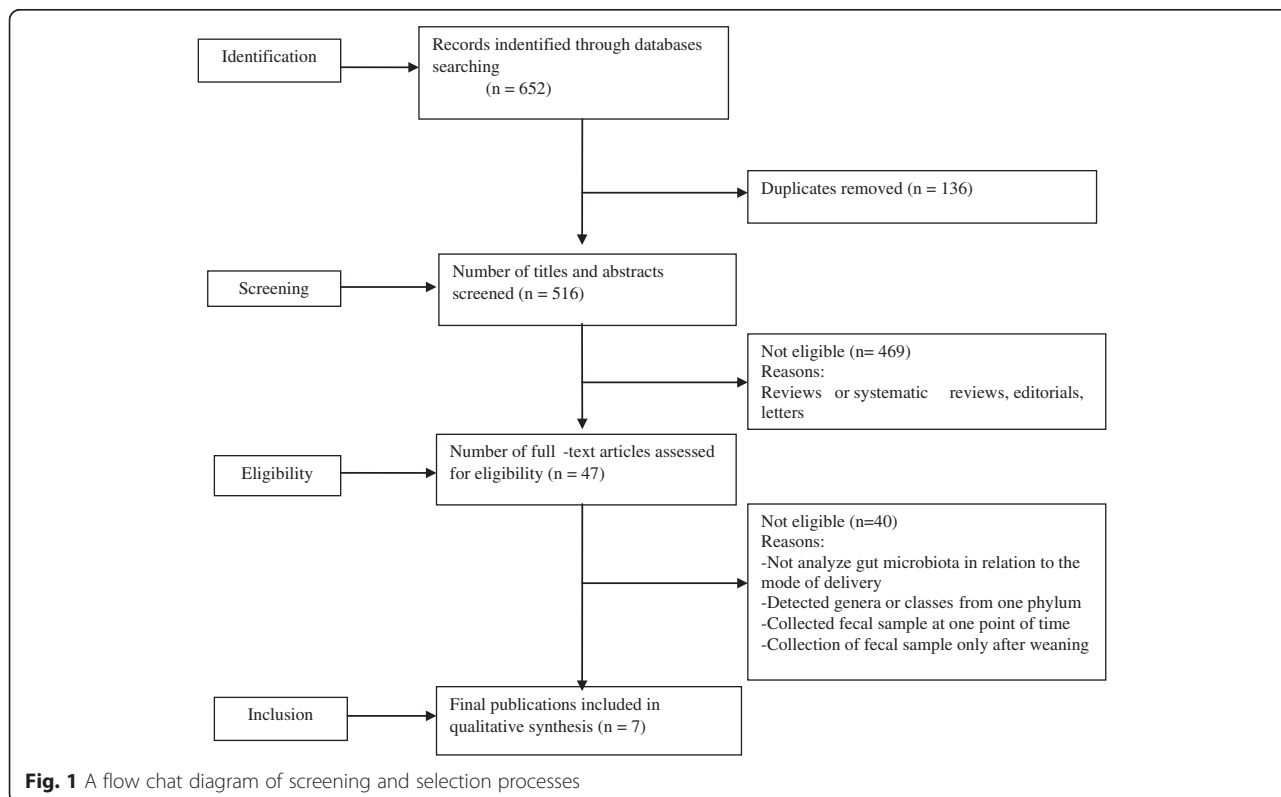 Identification
Records indentified through databases
searching
(n = 652)
Duplicates removed (n = 136)
Screening
Number of titles and abstracts
screened (n = 516)
Not eligible (n= 469)
Reasons:
Reviews or systematic reviews, editorials,
letters
Eligibility
Number of full -text articles assessed
for eligibility (n = 47)
Not eligible (n=40)
Reasons:
-Not analyze gut microbiota in relation to the
mode of delivery
-Detected genera or classes from one phylum
-Collected fecal sample at one point of time
-Collection of fecal sample only after weaning
Inclusion
Final publications included in
qualitative synthesis (n = 7)
Fig. 1 A flow chat diagram of screening and selection processes